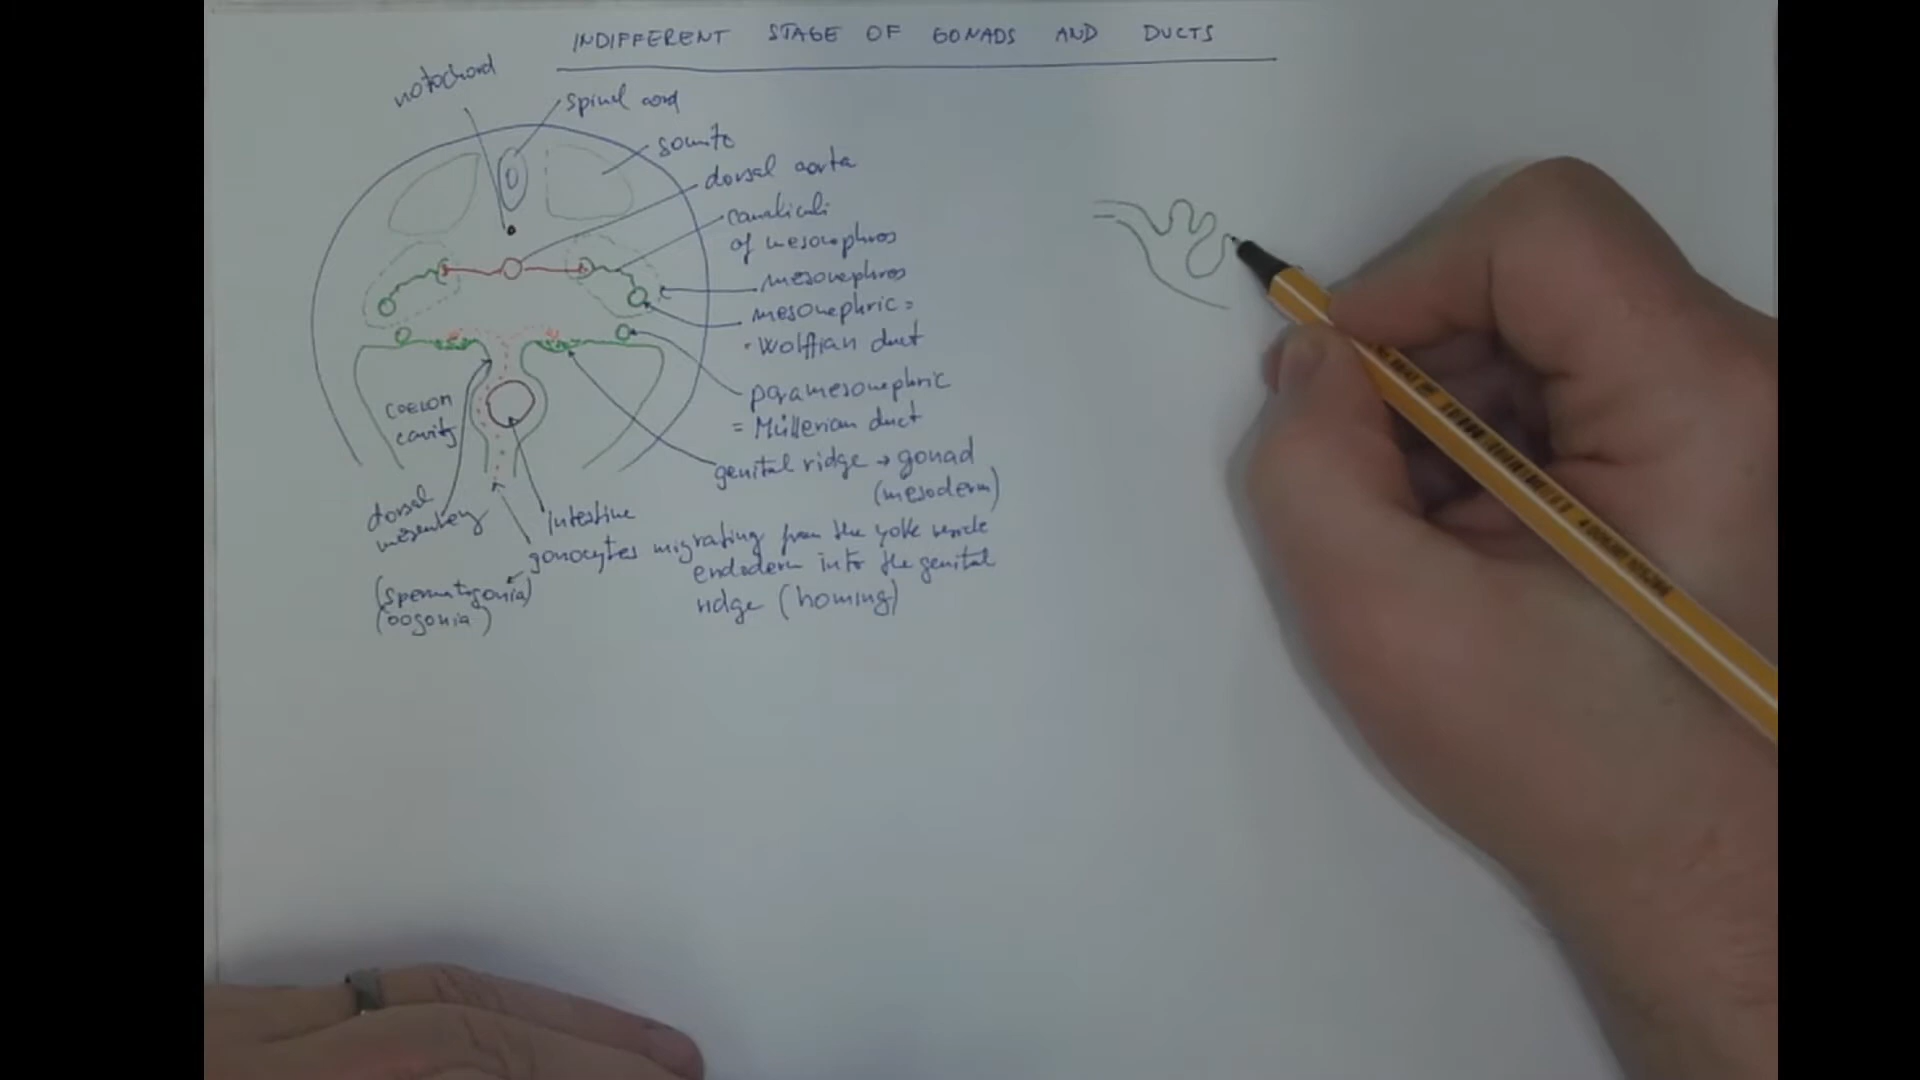 INDIFFERENT STAGE OF GONADS AND DUCTS
notochord
spinal cord
somite
dorsal aorta
canaliculi
of mesonephros
mesonephros
mesonephric =
Wolffian duct
paramesonephric
= Müllerian duct
genital ridge → gonad
(mesoderm)
coelom
cavity
dorsal
mesentery
intestine
gonocytes migrating from the yolk vesicle
endoderm into the genital
ridge (homing)
(spermatogonia)
(oogonia)